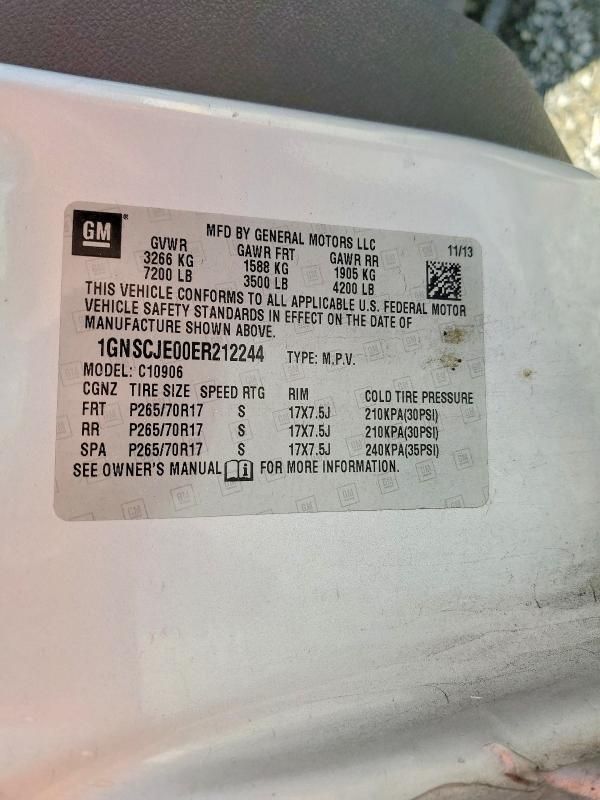 GM®
MFD BY GENERAL MOTORS LLC
11/13
GVWR GAWR FRT GAWR RR
3266 KG 1588 KG 1905 KG
7200 LB 3500 LB 4200 LB
THIS VEHICLE CONFORMS TO ALL APPLICABLE U.S. FEDERAL MOTOR
VEHICLE SAFETY STANDARDS IN EFFECT ON THE DATE OF
MANUFACTURE SHOWN ABOVE.
1GNSCJE00ER212244 TYPE: M.P.V.
MODEL: C10906
CGNZ TIRE SIZE SPEED RTG RIM COLD TIRE PRESSURE
FRT P265/70R17 S 17X7.5J 210KPA(30PSI)
RR P265/70R17 S 17X7.5J 210KPA(30PSI)
SPA P265/70R17 S 17X7.5J 240KPA(35PSI)
SEE OWNER'S MANUAL i FOR MORE INFORMATION.